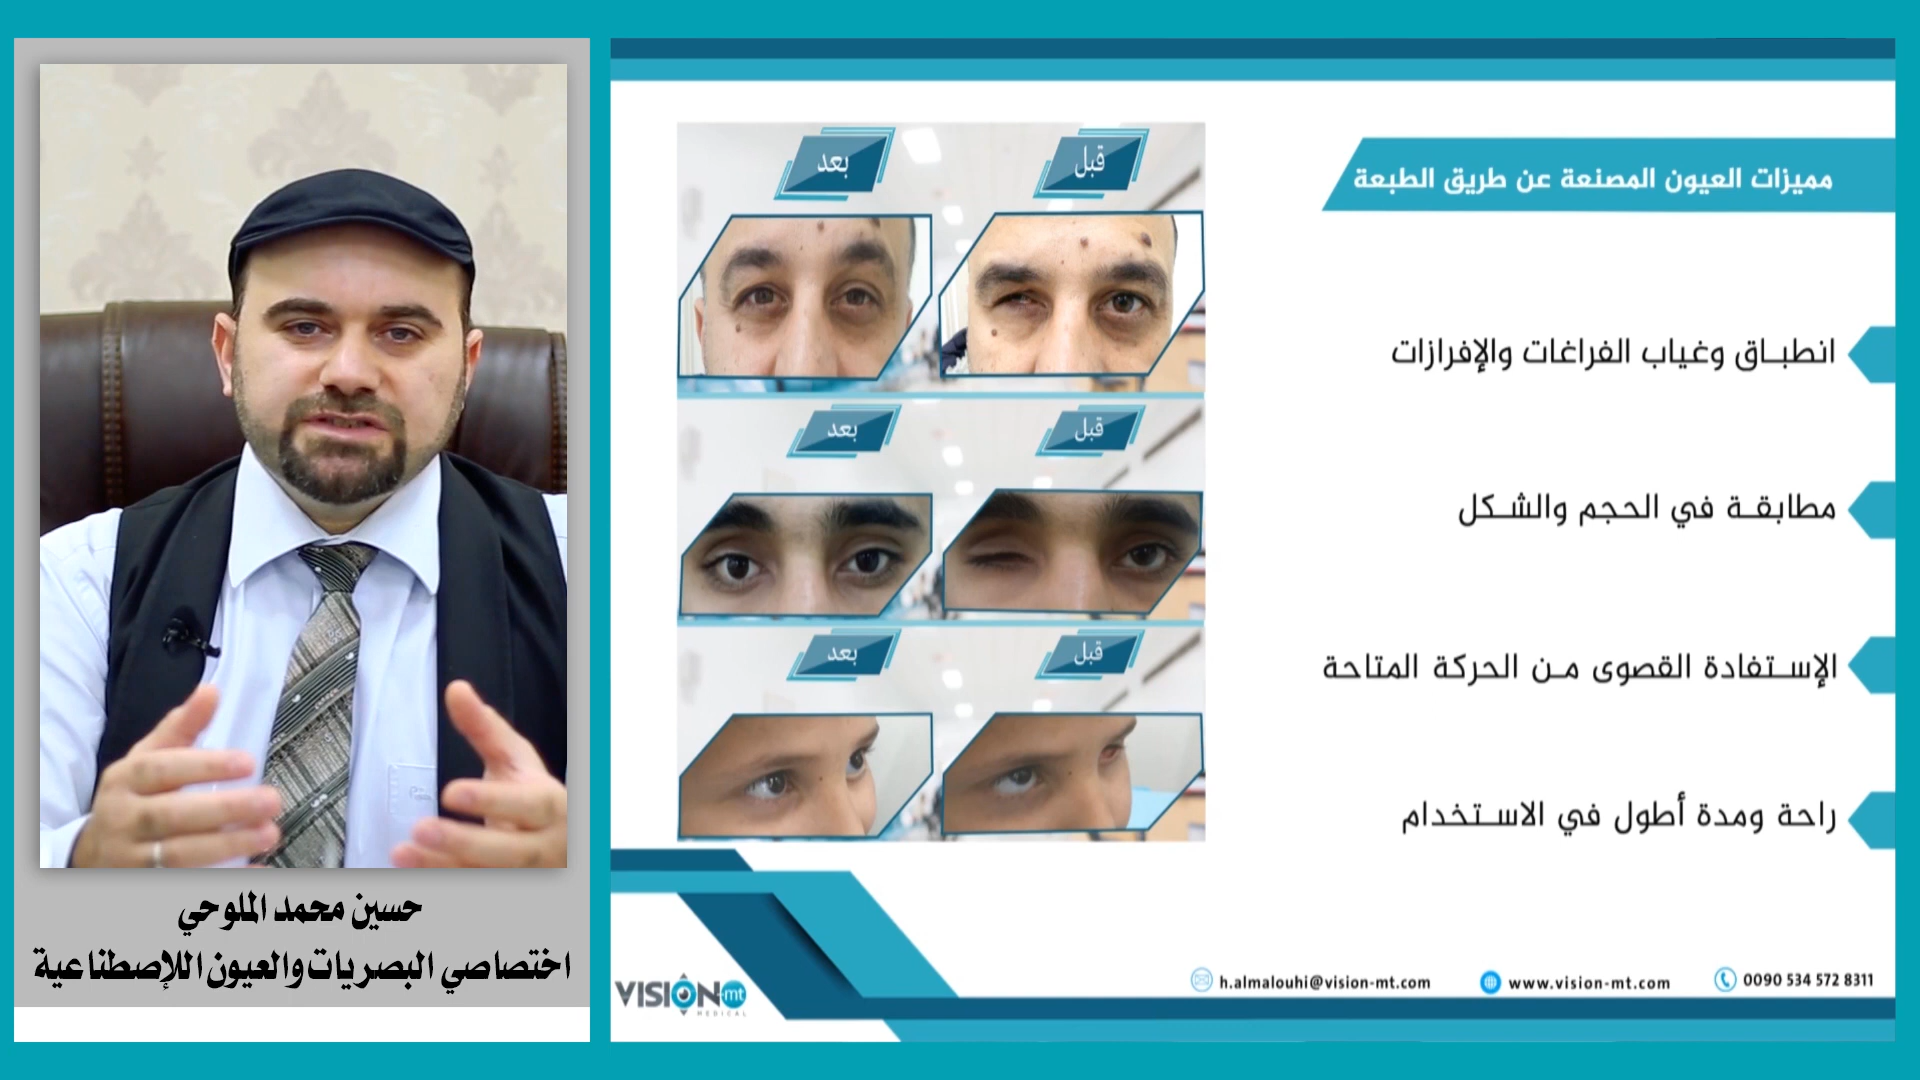 مميزات العيون المصنعة عن طريق الطبعة
قبل
بعد
قبل
بعد
قبل
بعد
انطباق وغياب الفراغات والإفرازات
مطابقة في الحجم والشكل
الإستفادة القصوى من الحركة المتاحة
راحة ومدة أطول في الاستخدام
حسين محمد الملوحي
اختصاصي البصريات والعيون اللإصطناعية
VISION-mt
MEDICAL
h.almalouhi@vision-mt.com
www.vision-mt.com
0090 534 572 8311